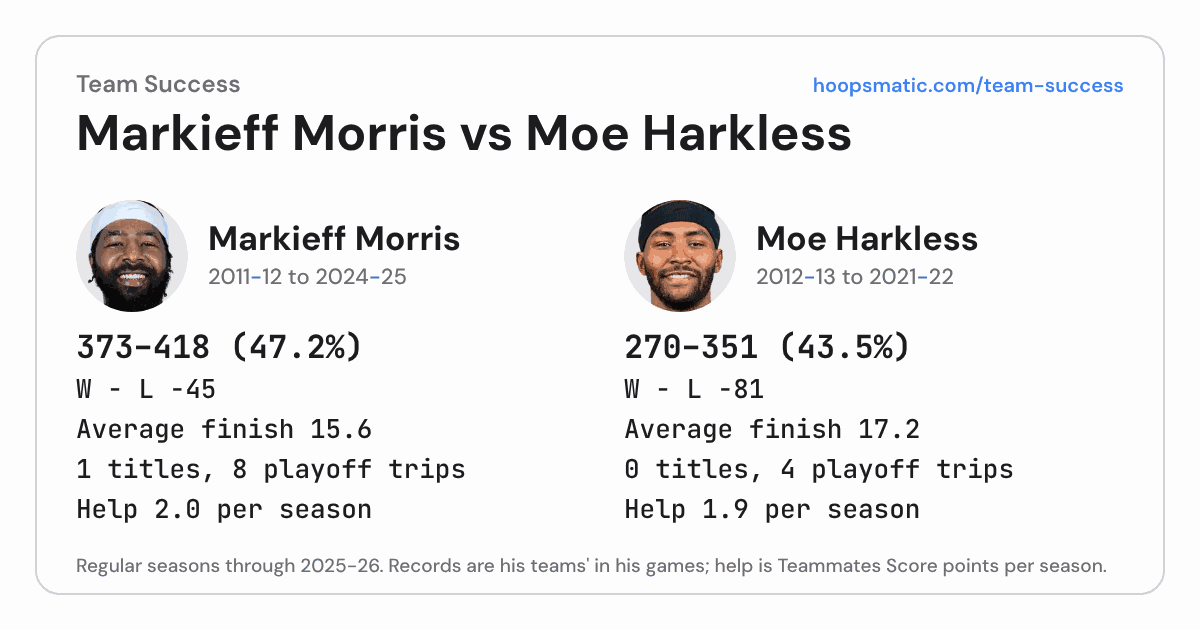 Team Success
hoopsmatic.com/team-success
Markieff Morris vs Moe Harkless
Markieff Morris
2011-12 to 2024-25
373-418 (47.2%)
W - L -45
Average finish 15.6
1 titles, 8 playoff trips
Help 2.0 per season
Moe Harkless
2012-13 to 2021-22
270-351 (43.5%)
W - L -81
Average finish 17.2
0 titles, 4 playoff trips
Help 1.9 per season
Regular seasons through 2025-26. Records are his teams' in his games; help is Teammates Score points per season.